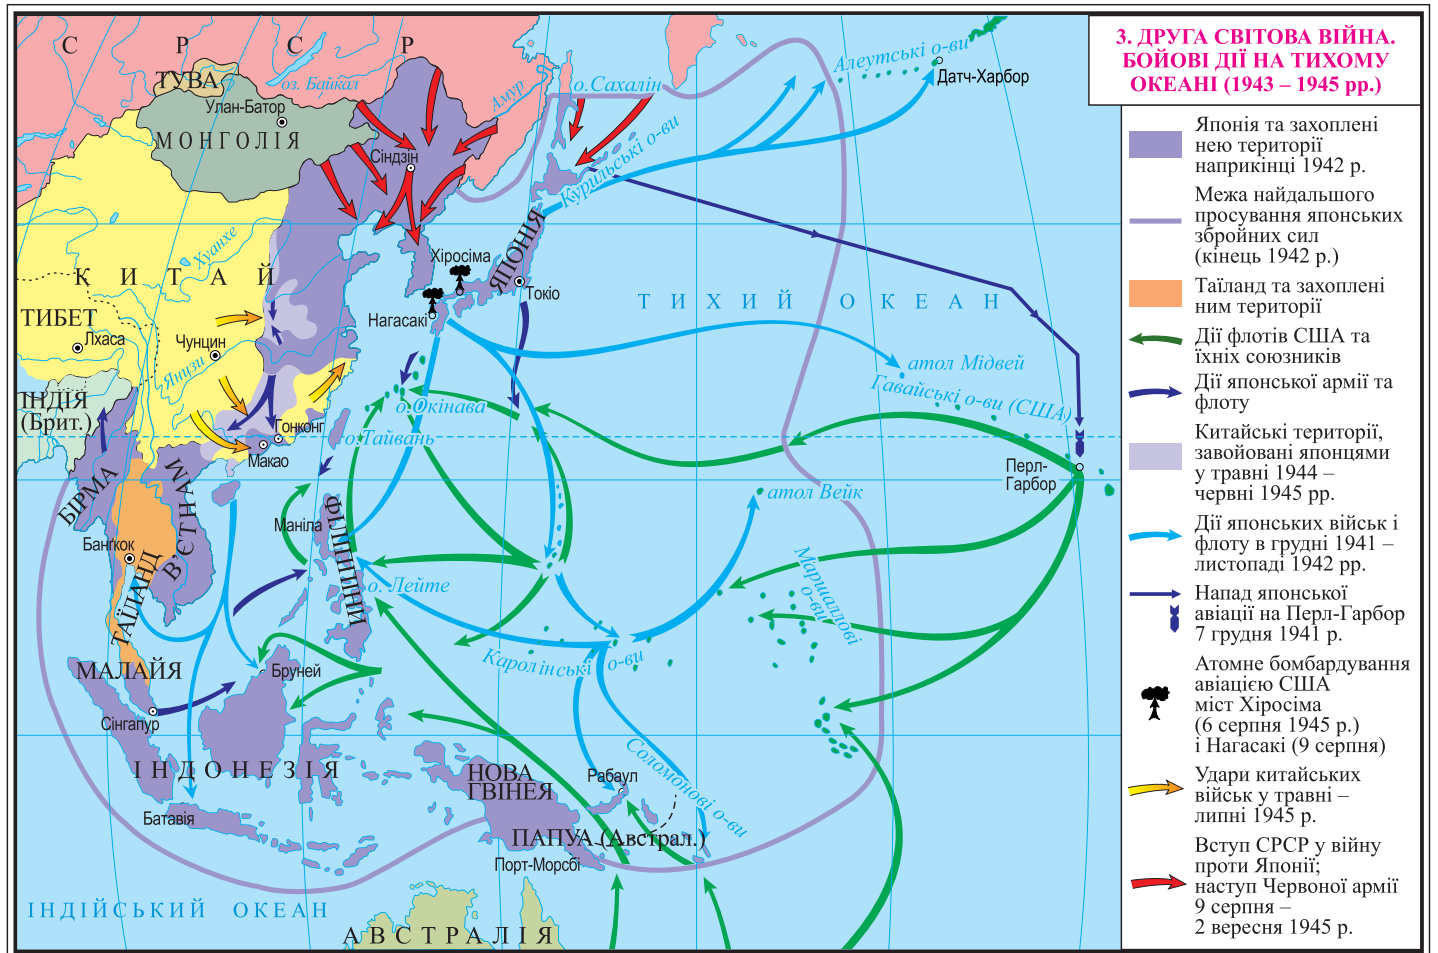 3. ДРУГА СВІТОВА ВІЙНА.
БОЙОВІ ДІЇ НА ТИХОМУ
ОКЕАНІ (1943 – 1945 рр.)
Японія та захоплені
нею території
наприкінці 1942 р.
Межа найдальшого
просування японських
збройних сил
(кінець 1942 р.)
Таїланд та захоплені
ним території
Дії флотів США та
їхніх союзників
Дії японської армії та
флоту
Китайські території,
завойовані японцями
у травні 1944 –
червні 1945 рр.
Дії японських військ і
флоту в грудні 1941 –
листопаді 1942 рр.
Напад японської
авіації на Перл-Гарбор
7 грудня 1941 р.
Атомне бомбардування
авіацією США
міст Хіросіма
(6 серпня 1945 р.)
і Нагасакі (9 серпня)
Удари китайських
військ у травні –
липні 1945 р.
Вступ СРСР у війну
проти Японії;
наступ Червоної армії
9 серпня –
2 вересня 1945 р.
СРСР
ТУВА
оз. Байкал
Улан-Батор
МОНГОЛІЯ
Амур
о.Сахалін
Алеутські о-ви
Датч-Харбор
Сіндзін
Курильські о-ви
Хуанхе
КИТАЙ
Хіросіма
ЯПОНІЯ
Токіо
Нагасакі
ТИХИЙ ОКЕАН
ТИБЕТ
Лхаса
Чунцин
Янцзи
атол Мідвей
Гавайські о-ви (США)
ІНДІЯ
(Брит.)
о.Окінава
о.Тайвань
Гонконг
Макао
Перл-
Гарбор
БІРМА
В'ЄТНАМ
атол Вейк
Маніла
ФІЛІППІНИ
Бангкок
ТАЇЛАНД
о. Лейте
Маршаллові
о-ви
Каролінські о-ви
МАЛАЙЯ
Бруней
Сінгапур
ІНДОНЕЗІЯ
Батавія
НОВА
ГВІНЕЯ
Рабаул
Соломонові о-ви
ПАПУА (Австрал.)
Порт-Морсбі
ІНДІЙСЬКИЙ ОКЕАН
АВСТРАЛІЯ